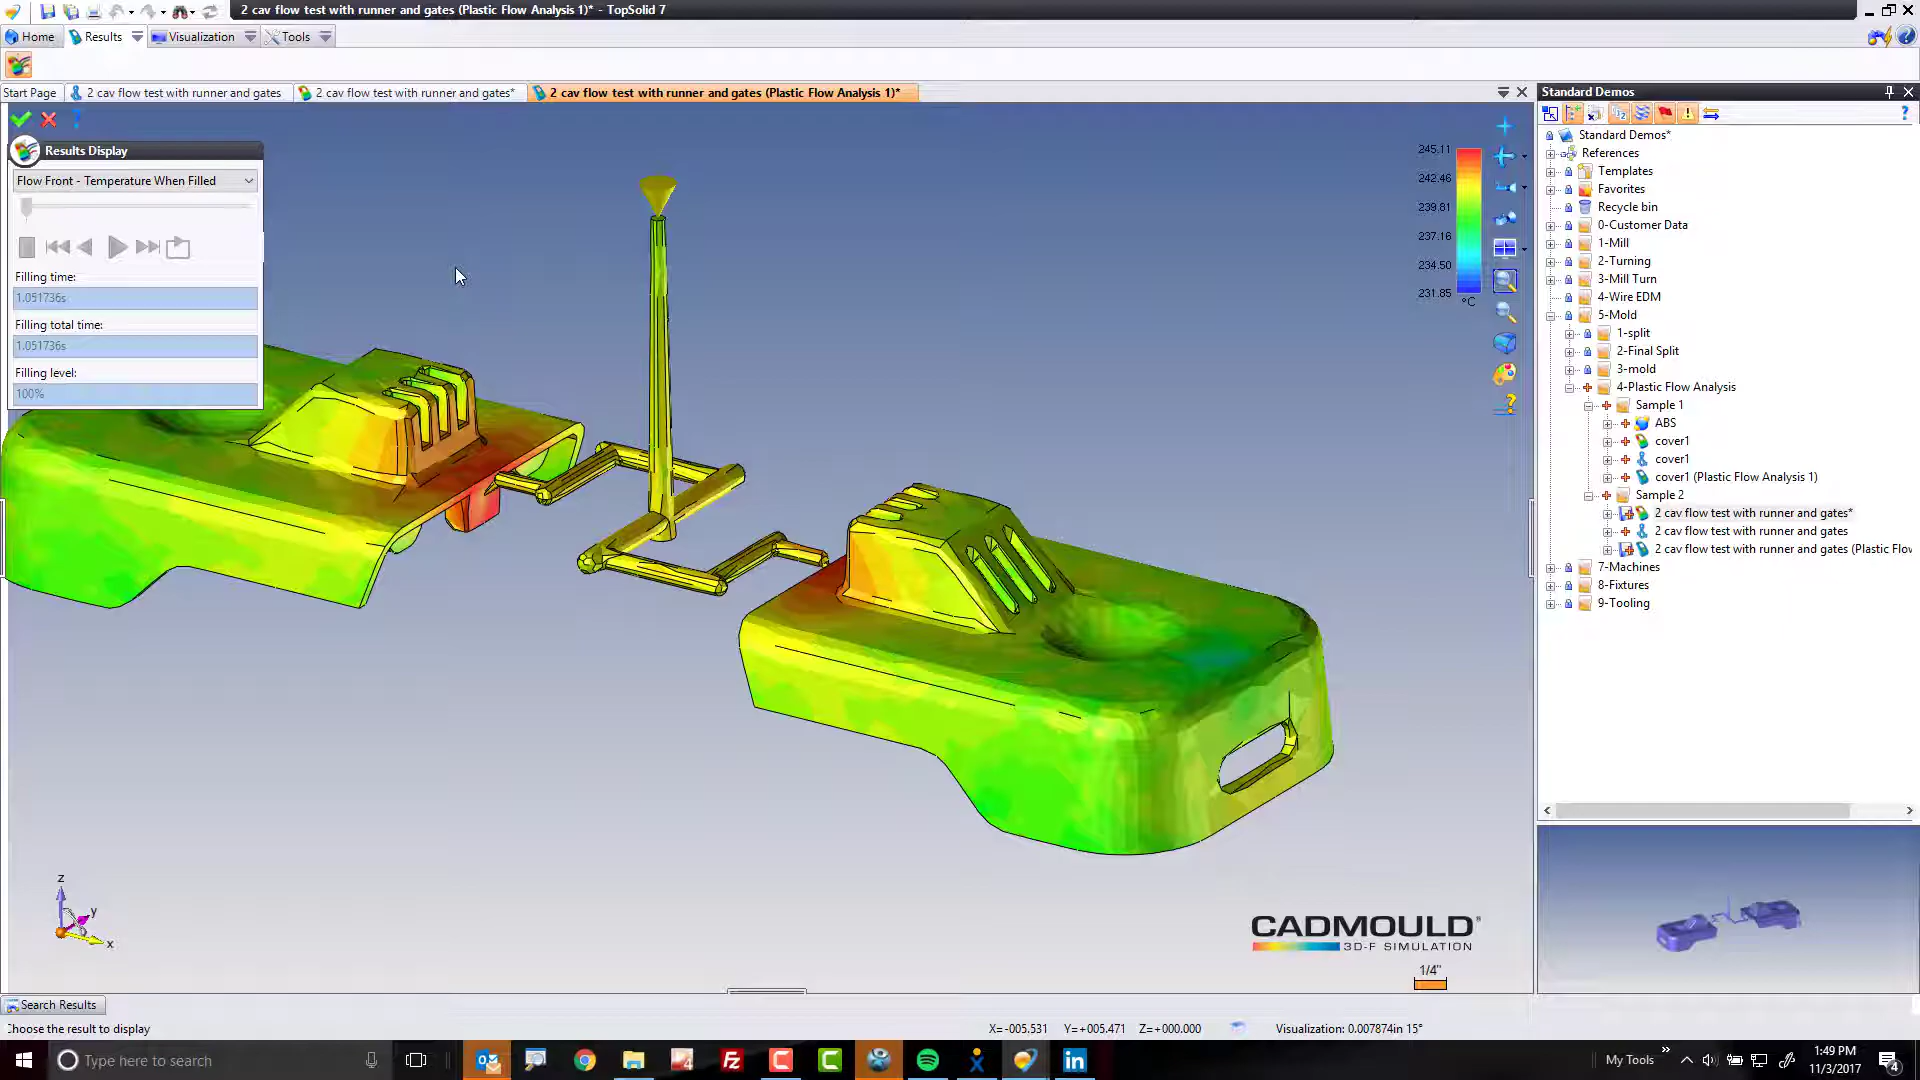 2 cav flow test with runner and gates (Plastic Flow Analysis 1)* - TopSolid 7
Home
Results
Visualization
Tools
Start Page
2 cav flow test with runner and gates
2 cav flow test with runner and gates*
2 cav flow test with runner and gates (Plastic Flow Analysis 1)*
Results Display
Flow Front - Temperature When Filled
Filling time:
1.051736s
Filling total time:
1.051736s
Filling level:
100%
245.11
242.46
239.81
237.16
234.50
231.85
°C
Standard Demos
Standard Demos*
References
Templates
Favorites
Recycle bin
0-Customer Data
1-Mill
2-Turning
3-Mill Turn
4-Wire EDM
5-Mold
1-split
2-Final Split
3-mold
4-Plastic Flow Analysis
Sample 1
ABS
cover1
cover1
cover1 (Plastic Flow Analysis 1)
Sample 2
2 cav flow test with runner and gates*
2 cav flow test with runner and gates
2 cav flow test with runner and gates (Plastic Flow
7-Machines
8-Fixtures
9-Tooling
z
y
x
CADMOULD®
3D-F SIMULATION
1/4"
Search Results
Choose the result to display
X=-005.531 Y=+005.471 Z=+000.000
Visualization: 0.007874in 15°
Type here to search
My Tools
1:49 PM
11/3/2017
4